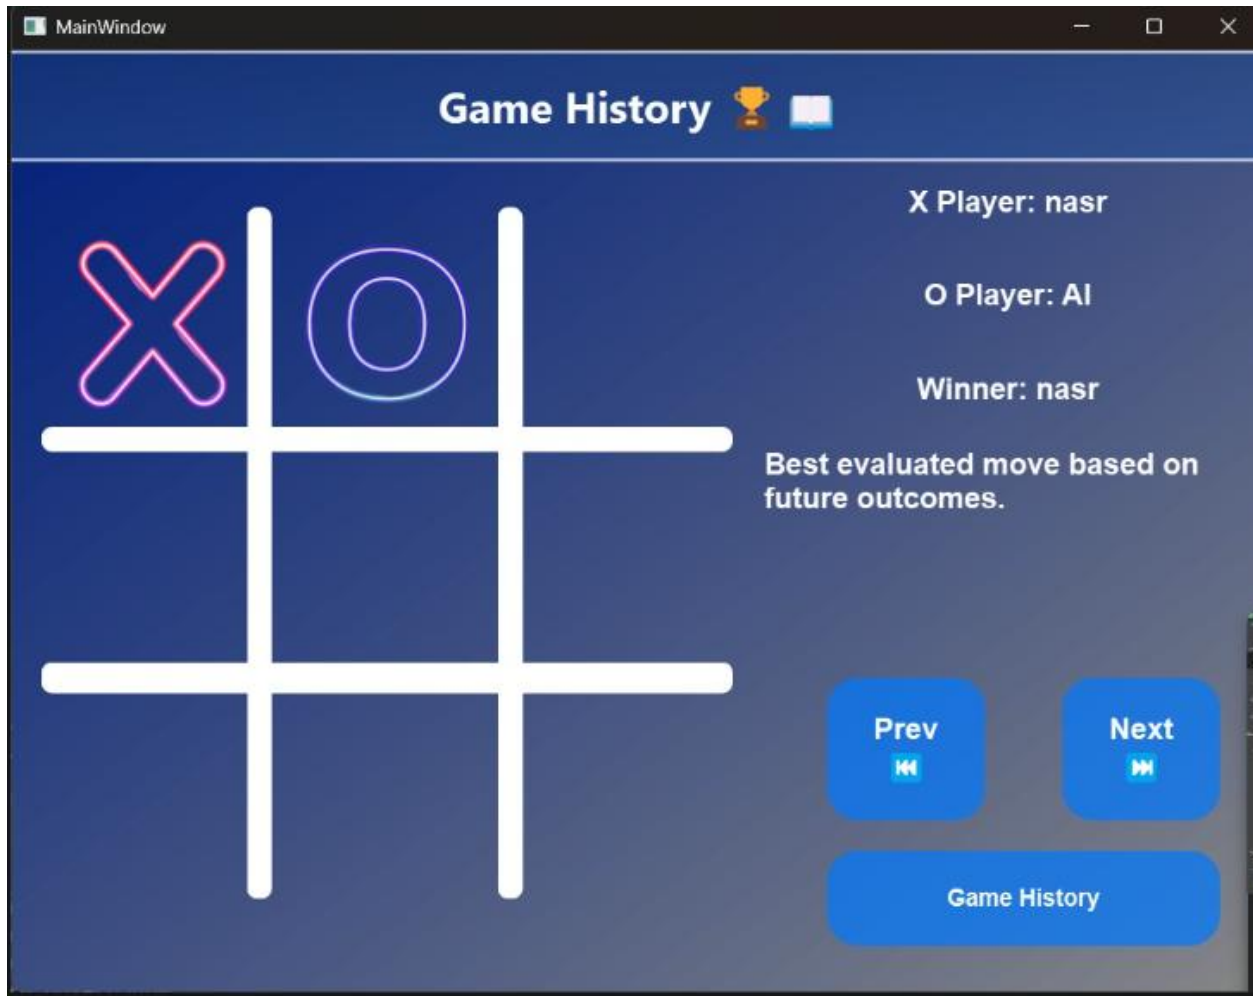 MainWindow
Game History 🏆 📖
X O
X Player: nasr
O Player: AI
Winner: nasr
Best evaluated move based on
future outcomes.
Prev
⏮
Next
⏭
Game History